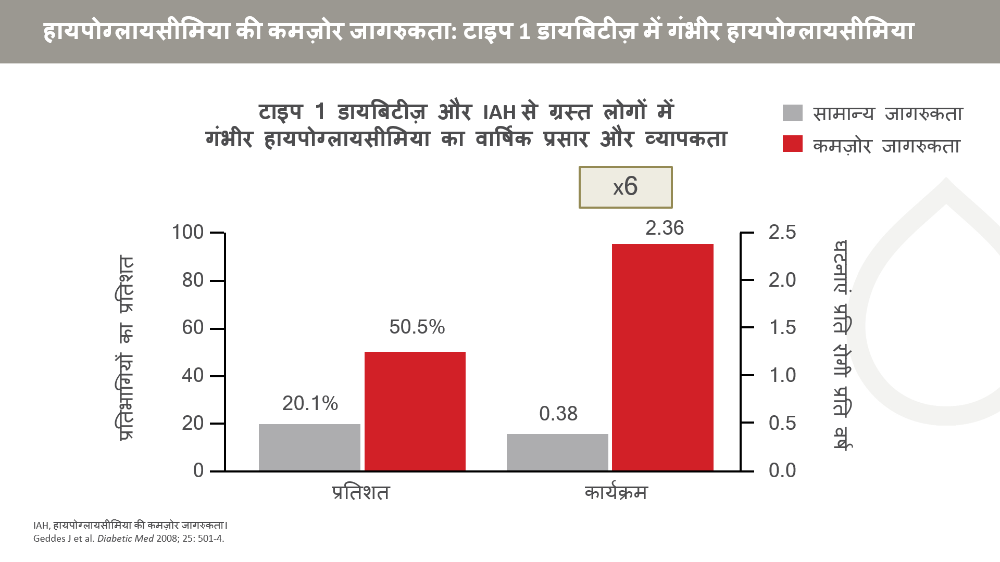 हायपोग्लायसीमिया की कमज़ोर जागरुकता: टाइप 1 डायबिटीज़ में गंभीर हायपोग्लायसीमिया
टाइप 1 डायबिटीज़ और IAH से ग्रस्त लोगों में
गंभीर हायपोग्लायसीमिया का वार्षिक प्रसार और व्यापकता
सामान्य जागरुकता
कमज़ोर जागरुकता
x6
प्रतिभागियों का प्रतिशत
100
80
60
40
20
0
20.1%
50.5%
0.38
2.36
2.5
2.0
1.5
1.0
0.5
0.0
घटनाएं प्रति रोगी प्रति वर्ष
प्रतिशत
कार्यक्रम
IAH, हायपोग्लायसीमिया की कमज़ोर जागरुकता।
Geddes J et al. Diabetic Med 2008; 25: 501-4.